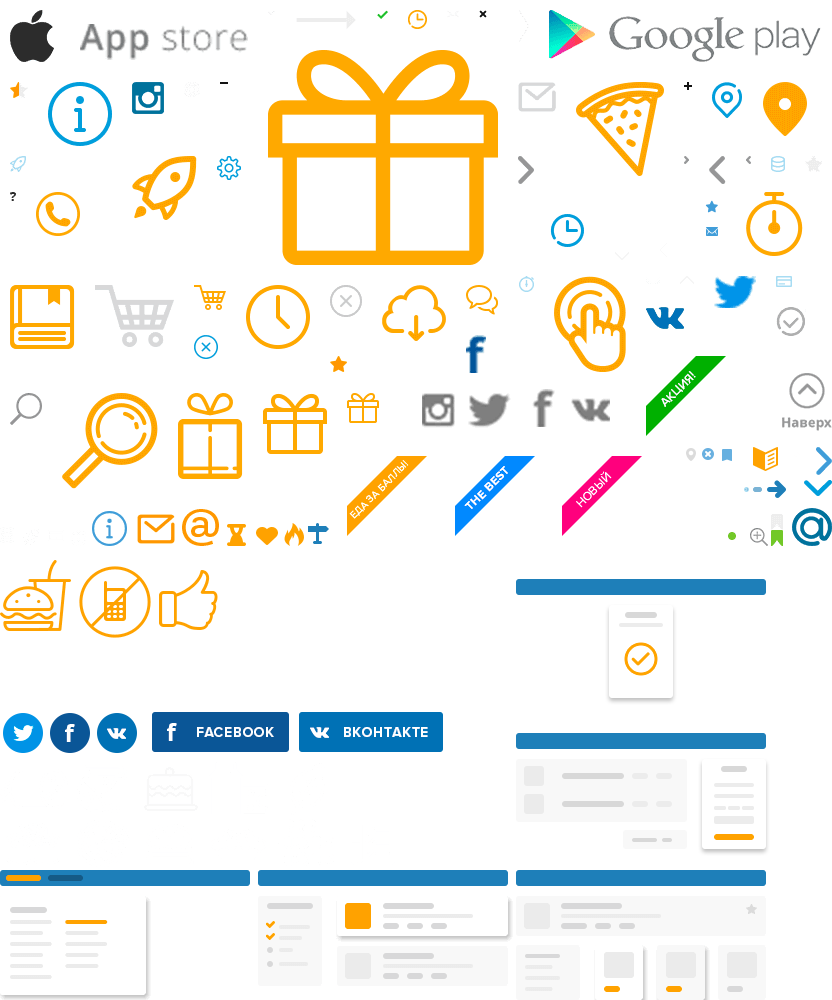 App store
Google play
?
АКЦИЯ!
Наверх
ЕДА ЗА БАЛЛЫ!
THE BEST
НОВЫЙ
FACEBOOK
ВКОНТАКТЕ